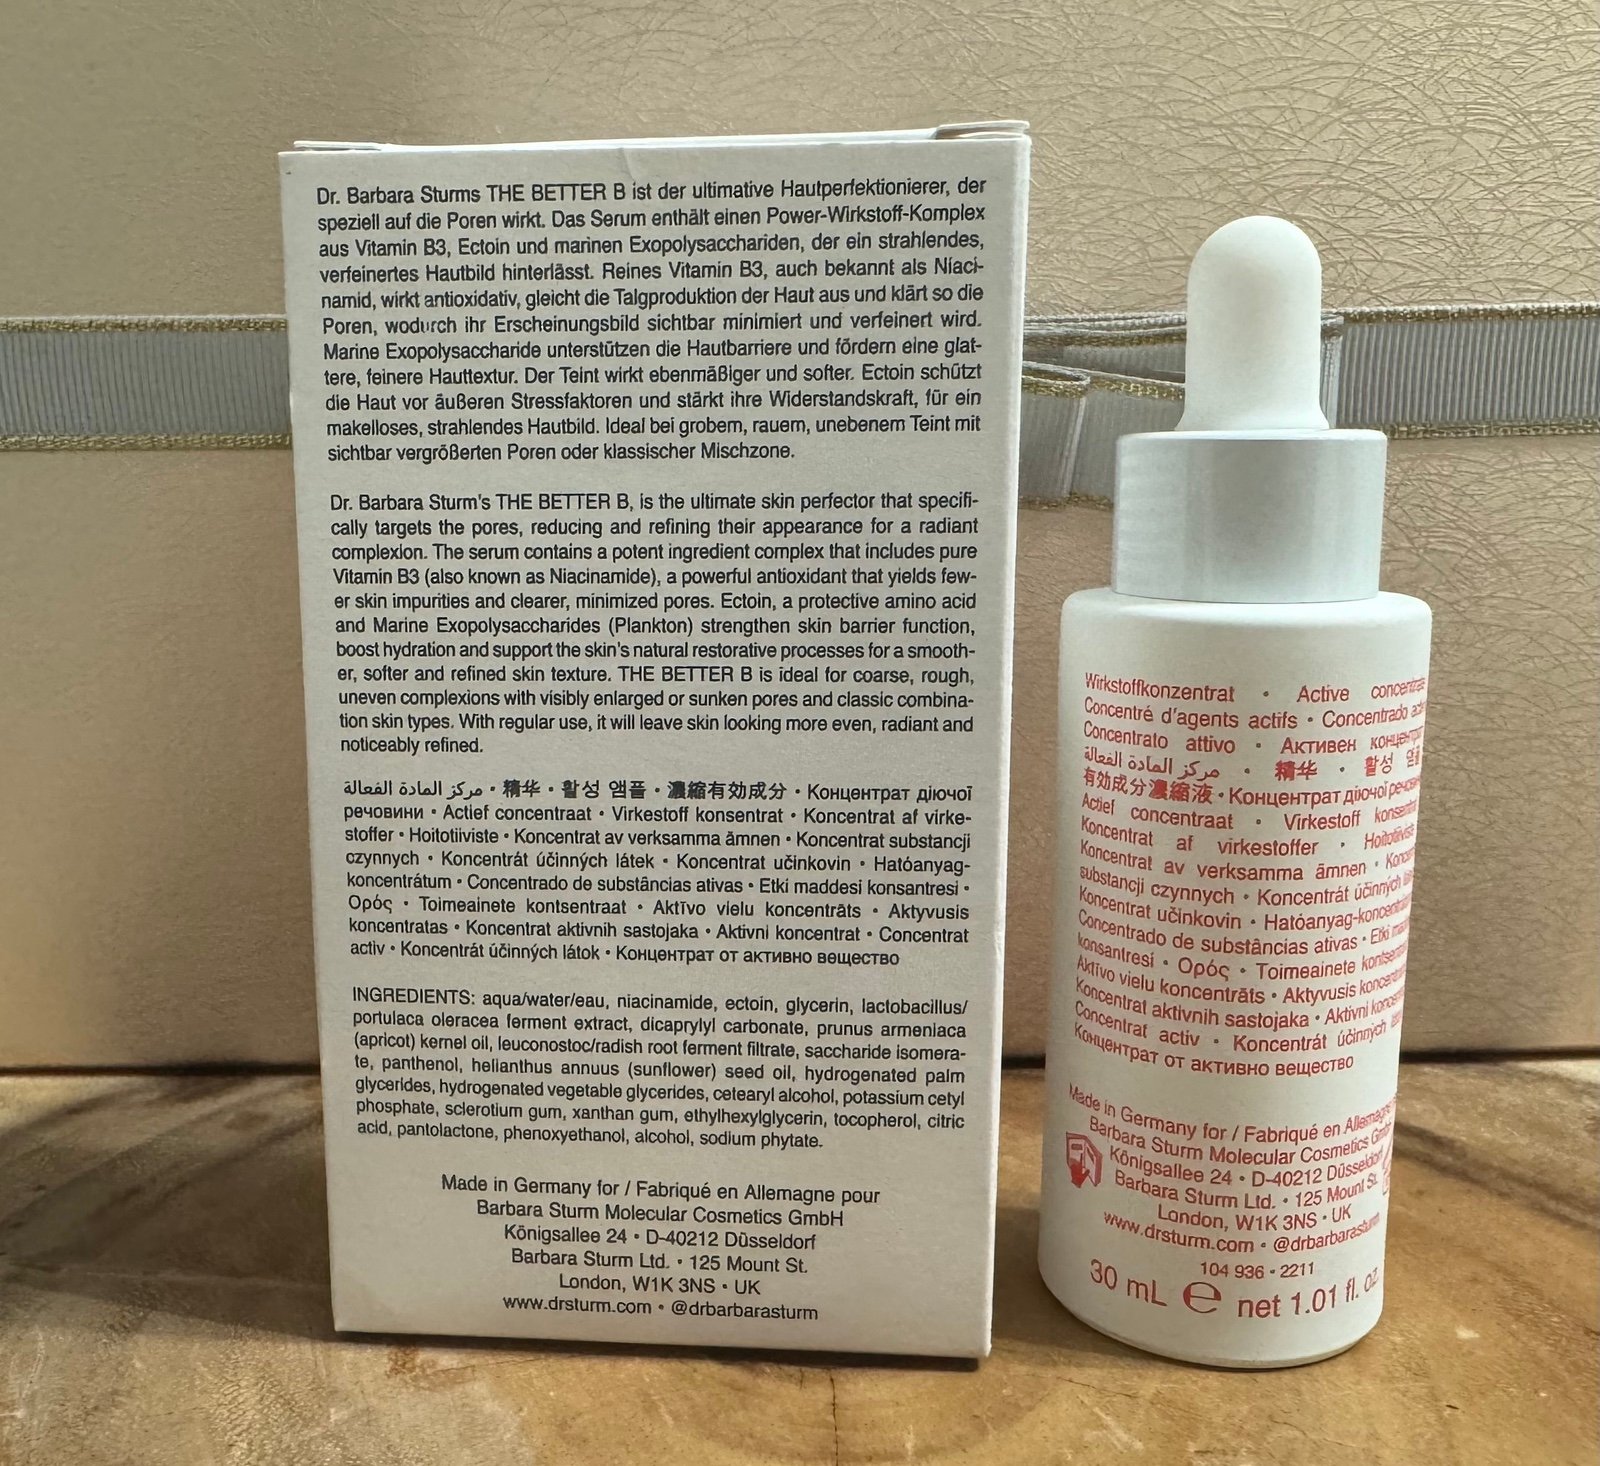 Dr. Barbara Sturms THE BETTER B ist der ultimative Hautperfektionierer, der
speziell auf die Poren wirkt. Das Serum enthält einen Power-Wirkstoff-Komplex
aus Vitamin B3, Ectoin und marinen Exopolysacchariden, der ein strahlendes,
verfeinertes Hautbild hinterlässt. Reines Vitamin B3, auch bekannt als Niaci-
namid, wirkt antioxidativ, gleicht die Talgproduktion der Haut aus und klärt so die
Poren, wodurch ihr Erscheinungsbild sichtbar minimiert und verfeinert wird.
Marine Exopolysaccharide unterstützen die Hautbarriere und fördern eine glat-
tere, feinere Hauttextur. Der Teint wirkt ebenmäßiger und softer. Ectoin schützt
die Haut vor äußeren Stressfaktoren und stärkt ihre Widerstandskraft, für ein
makelloses, strahlendes Hautbild. Ideal bei grobem, rauem, unebenem Teint mit
sichtbar vergrößerten Poren oder klassischer Mischzone.
Dr. Barbara Sturm's THE BETTER B, is the ultimate skin perfector that specifi-
cally targets the pores, reducing and refining their appearance for a radiant
complexion. The serum contains a potent ingredient complex that includes pure
Vitamin B3 (also known as Niacinamide), a powerful antioxidant that yields few-
er skin impurities and clearer, minimized pores. Ectoin, a protective amino acid
and Marine Exopolysaccharides (Plankton) strengthen skin barrier function,
boost hydration and support the skin's natural restorative processes for a smooth-
er, softer and refined skin texture. THE BETTER B is ideal for coarse, rough,
uneven complexions with visibly enlarged or sunken pores and classic combina-
tion skin types. With regular use, it will leave skin looking more even, radiant and
noticeably refined.
مركز المادة الفعالة • 精华 • 활성 앰플 • 濃縮有効成分 • Концентрат діючої
речовини • Actief concentraat • Virkestoff konsentrat • Koncentrat af virke-
stoffer • Hoitotiiviste • Koncentrat av verksamma ämnen • Koncentrat substancji
czynnych • Koncentrát účinných látek • Koncentrat učinkovin • Hatóanyag-
koncentrátum • Concentrado de substâncias ativas • Etki maddesi konsantresi •
Ορός • Toimeainete kontsentraat • Aktīvo vielu koncentrāts • Aktyvusis
koncentratas • Koncentrat aktivnih sastojaka • Aktivni koncentrat • Concentrat
activ • Koncentrát účinných látok • Концентрат от активно вещество
INGREDIENTS: aqua/water/eau, niacinamide, ectoin, glycerin, lactobacillus/
portulaca oleracea ferment extract, dicaprylyl carbonate, prunus armeniaca
(apricot) kernel oil, leuconostoc/radish root ferment filtrate, saccharide isomera-
te, panthenol, helianthus annuus (sunflower) seed oil, hydrogenated palm
glycerides, hydrogenated vegetable glycerides, cetearyl alcohol, potassium cetyl
phosphate, sclerotium gum, xanthan gum, ethylhexylglycerin, tocopherol, citric
acid, pantolactone, phenoxyethanol, alcohol, sodium phytate.
Made in Germany for / Fabriqué en Allemagne pour
Barbara Sturm Molecular Cosmetics GmbH
Königsallee 24 • D-40212 Düsseldorf
Barbara Sturm Ltd. • 125 Mount St.
London, W1K 3NS • UK
www.drsturm.com • @drbarbarasturm
Wirkstoffkonzentrat • Active concentrate
Concentré d'agents actifs • Concentrado
Concentrato attivo • Активен концентрат
مركز المادة الفعالة • 精华 • 활성 앰플
有効成分濃縮液 • Концентрат діючої
Actief concentraat • Virkestoff
Koncentrat af virkestoffer • Hoitotiiviste
Koncentrat av verksamma ämnen •
substancji czynnych • Koncentrát účinných
Koncentrat učinkovin •
Concentrado de substâncias ativas • Etki
konsantresi • Ορός • Toimeainete
Aktīvo vielu koncentrāts • Aktyvusis
Koncentrat aktivnih sastojaka • Aktivni
Concentrat activ • Koncentrát účinných
Концентрат от активно вещество
Made in Germany for / Fabriqué en Allemagne
Barbara Sturm Molecular Cosmetics GmbH
Königsallee 24 • D-40212 Düsseldorf
Barbara Sturm Ltd. • 125 Mount St.
London, W1K 3NS • UK
www.drsturm.com • @drbarbarasturm
104 936 • 2211
30 mL ℮ net 1.01 fl. oz.